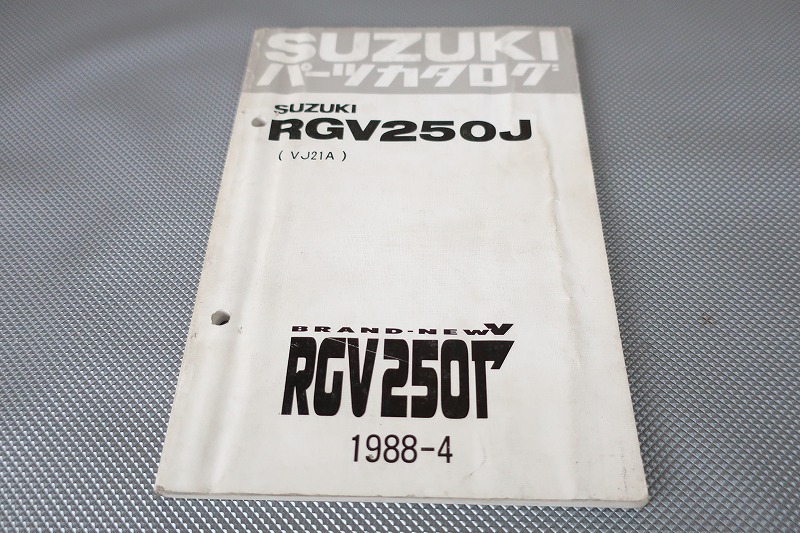 SUZUKI
パーツカタログ
SUZUKI
RGV250J
( VJ21A )
BRAND-NEW V
RGV250Γ
1988-4